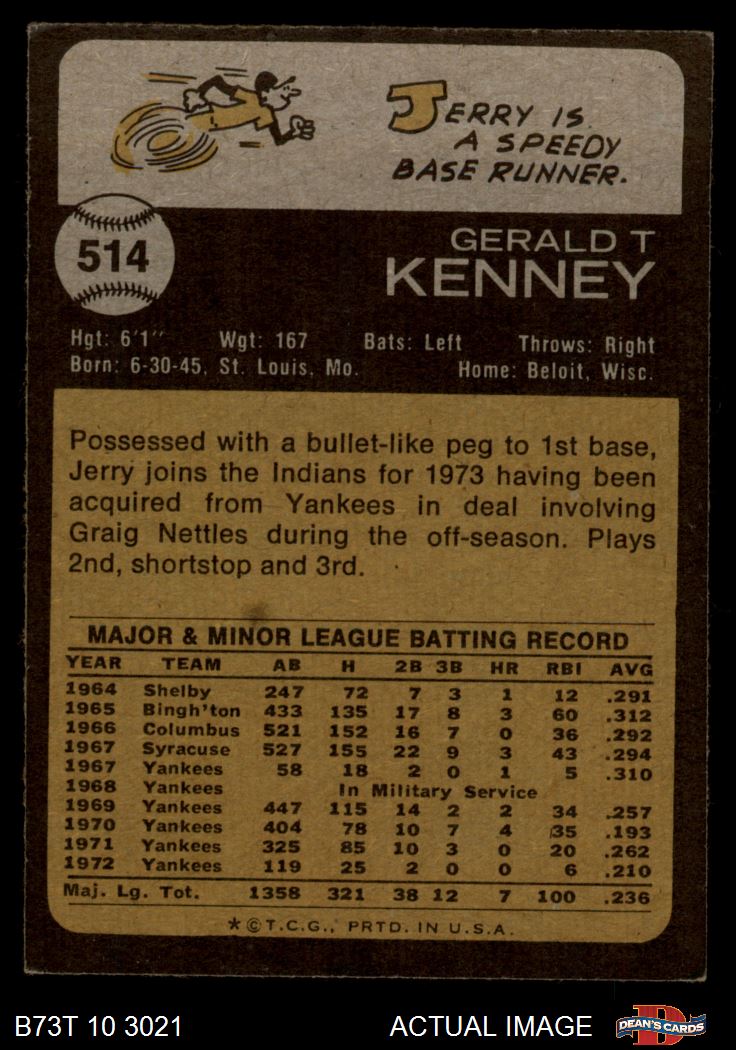 JERRY IS
A SPEEDY
BASE RUNNER.
514
GERALD T
KENNEY
Hgt: 6'1" Wgt: 167 Bats: Left Throws: Right
Born: 6-30-45, St. Louis, Mo. Home: Beloit, Wisc.
Possessed with a bullet-like peg to 1st base,
Jerry joins the Indians for 1973 having been
acquired from Yankees in deal involving
Graig Nettles during the off-season. Plays
2nd, shortstop and 3rd.
MAJOR & MINOR LEAGUE BATTING RECORD
YEAR TEAM AB H 2B 3B HR RBI AVG
1964 Shelby 247 72 7 3 1 12 .291
1965 Bingh'ton 433 135 17 8 3 60 .312
1966 Columbus 521 152 16 7 0 36 .292
1967 Syracuse 527 155 22 9 3 43 .294
1967 Yankees 58 18 2 0 1 5 .310
1968 Yankees In Military Service
1969 Yankees 447 115 14 2 2 34 .257
1970 Yankees 404 78 10 7 4 35 .193
1971 Yankees 325 85 10 3 0 20 .262
1972 Yankees 119 25 2 0 0 6 .210
Maj. Lg. Tot. 1358 321 38 12 7 100 .236
*©T.C.G., PRTD. IN U.S.A.
B73T 10 3021 ACTUAL IMAGE
D
DEAN'S CARDS